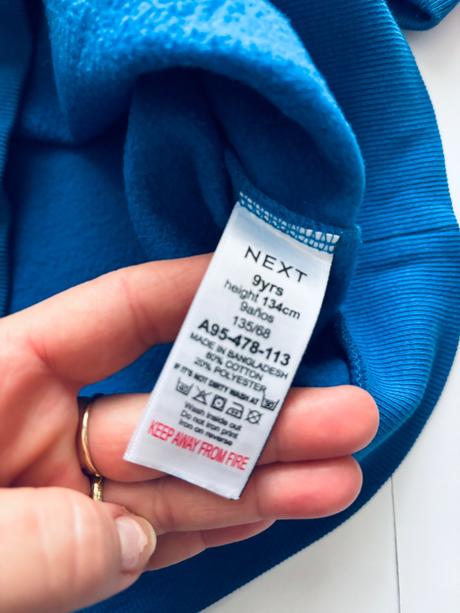 NEXT
9yrs
height 134cm
9años
135/68
A95-478-113
MADE IN BANGLADESH
80% COTTON
20% POLYESTER
IF IT'S NOT DIRTY WASH AT 30
Wash inside out
Do not iron print
Iron on reverse
KEEP AWAY FROM FIRE